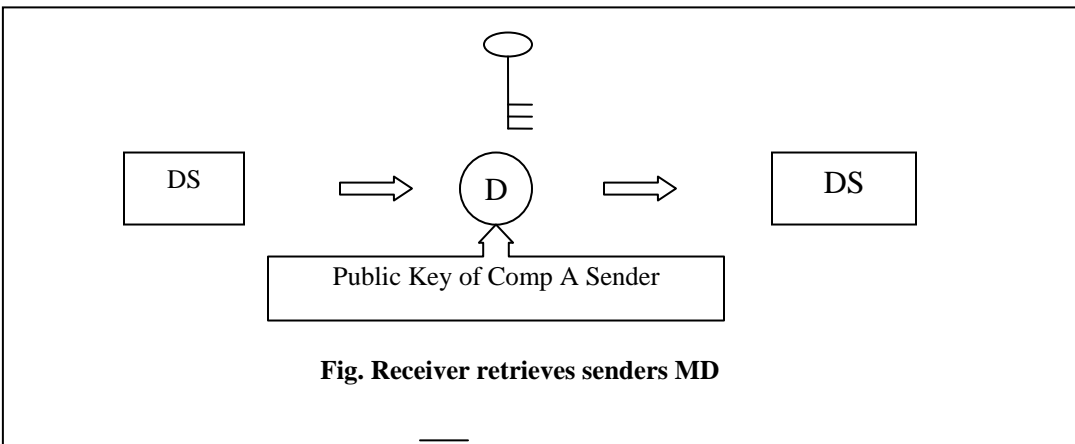 DS
D
DS
Public Key of Comp A Sender
Fig. Receiver retrieves senders MD